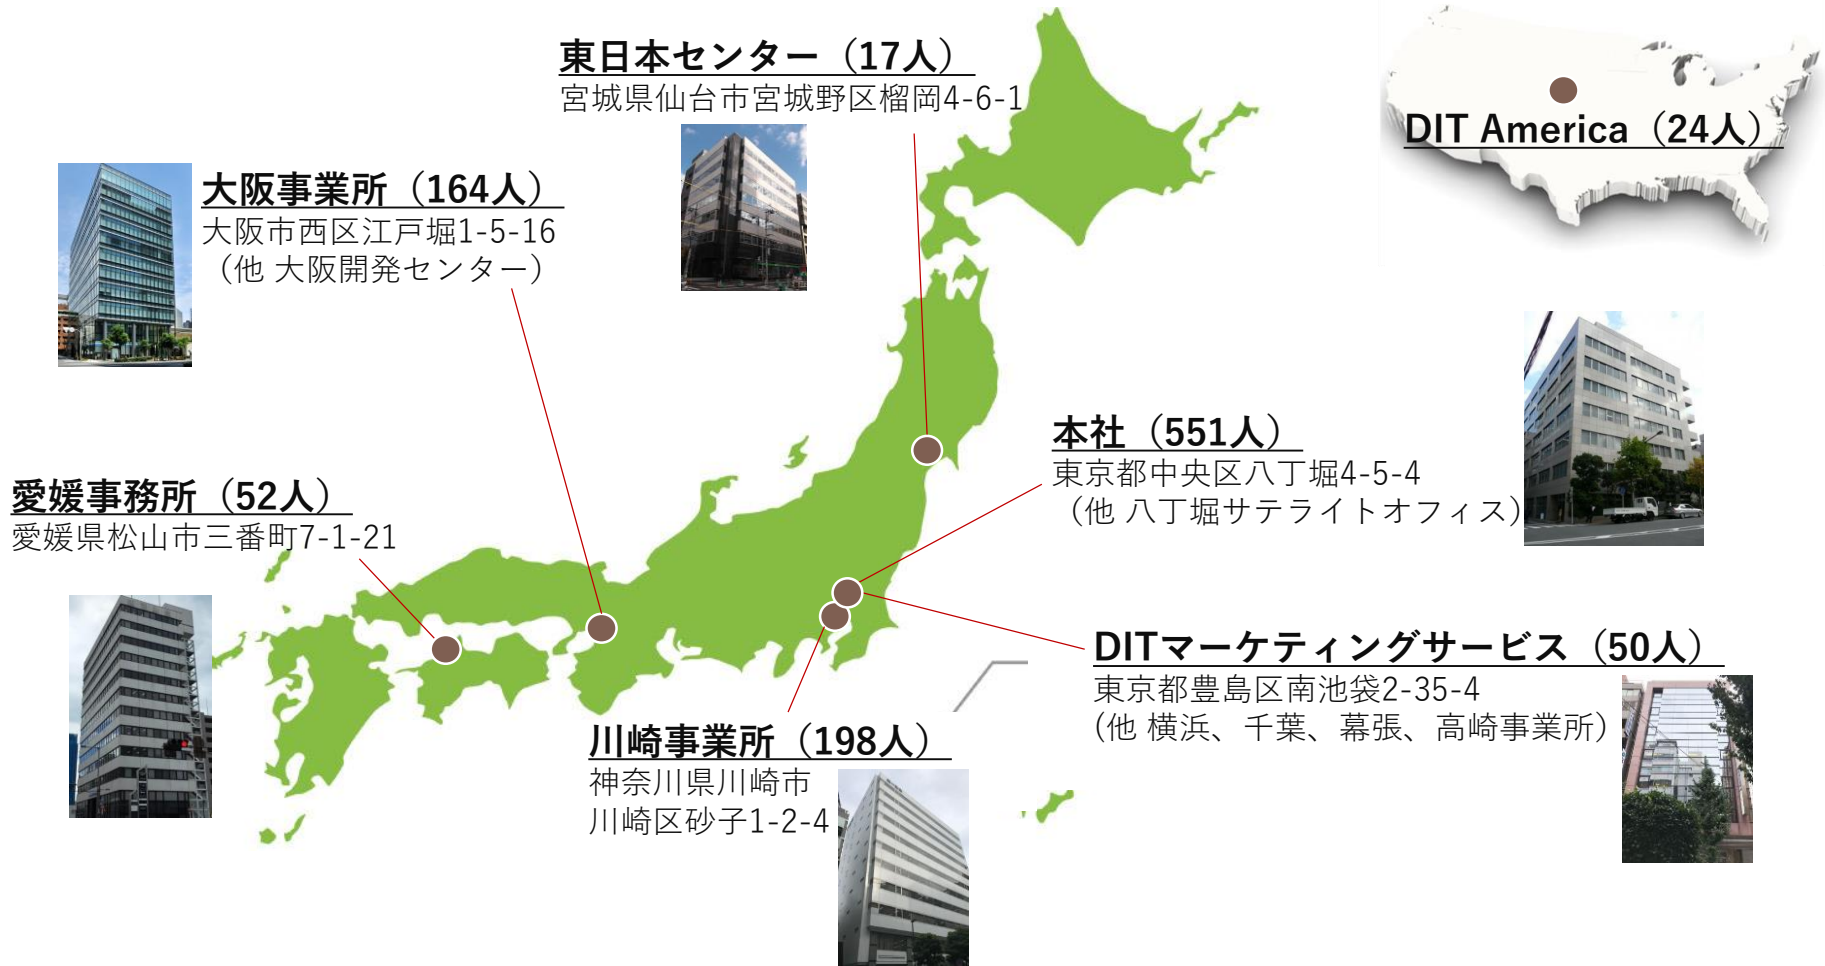 東日本センター（17人）
宮城県仙台市宮城野区榴岡4-6-1
DIT America（24人）
大阪事業所（164人）
大阪市西区江戸堀1-5-16
（他 大阪開発センター）
本社（551人）
東京都中央区八丁堀4-5-4
（他 八丁堀サテライトオフィス）
愛媛事務所（52人）
愛媛県松山市三番町7-1-21
DITマーケティングサービス（50人）
東京都豊島区南池袋2-35-4
(他 横浜、千葉、幕張、高崎事業所）
川崎事業所（198人）
神奈川県川崎市
川崎区砂子1-2-4